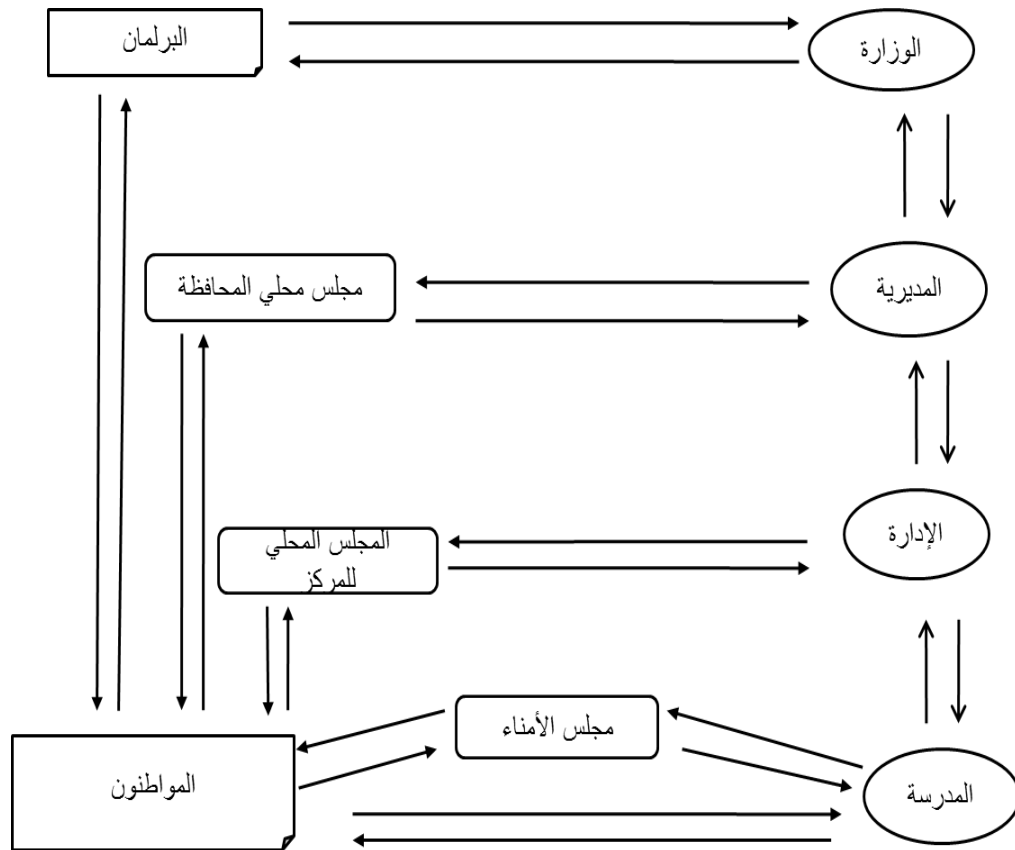 البرلمان
الوزارة
مجلس محلي المحافظة
المديرية
المجلس المحلي
للمركز
الإدارة
مجلس الأمناء
المواطنون
المدرسة